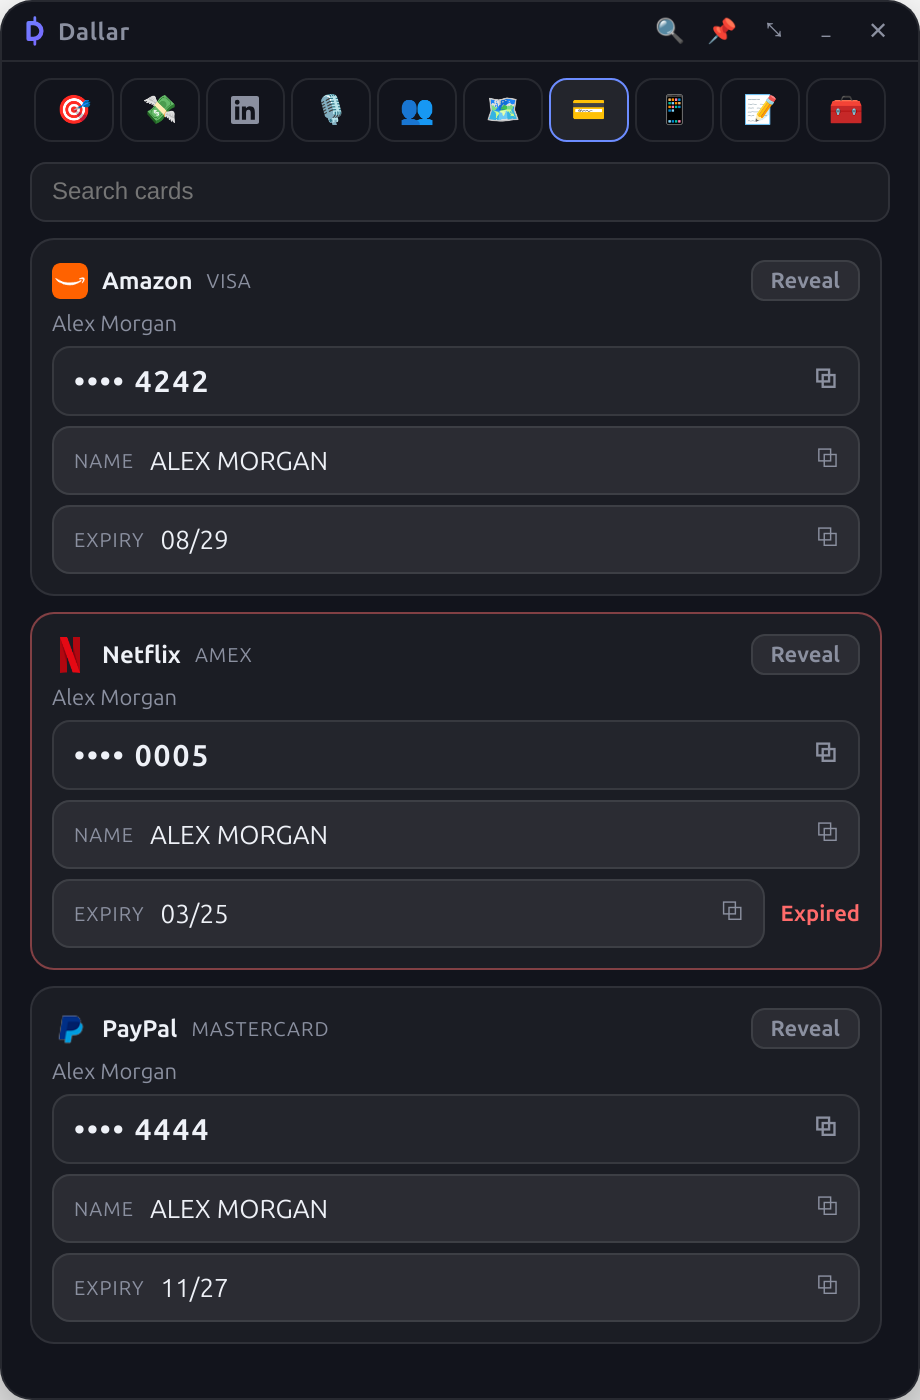 Dallar
Search cards
Amazon VISA Reveal
Alex Morgan
•••• 4242
NAME ALEX MORGAN
EXPIRY 08/29
Netflix AMEX Reveal
Alex Morgan
•••• 0005
NAME ALEX MORGAN
EXPIRY 03/25 Expired
PayPal MASTERCARD Reveal
Alex Morgan
•••• 4444
NAME ALEX MORGAN
EXPIRY 11/27